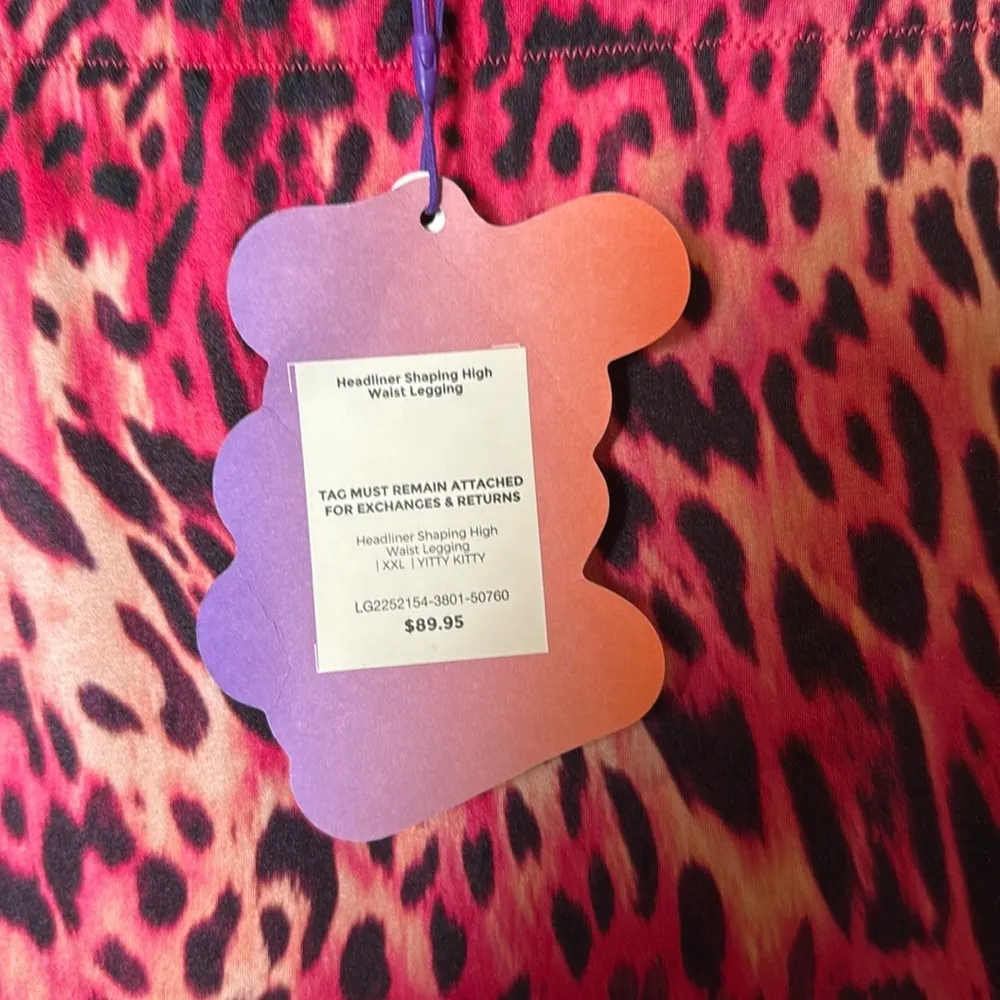 Headliner Shaping High
Waist Legging
TAG MUST REMAIN ATTACHED
FOR EXCHANGES & RETURNS
Headliner Shaping High
Waist Legging
| XXL | YITTY KITTY
LG2252154-3801-50760
$89.95